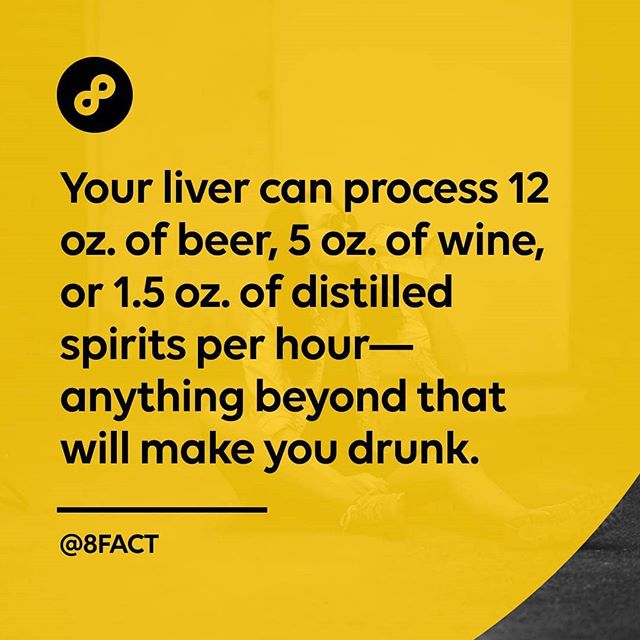 Your liver can process 12
oz. of beer, 5 oz. of wine,
or 1.5 oz. of distilled
spirits per hour—
anything beyond that
will make you drunk.
@8FACT